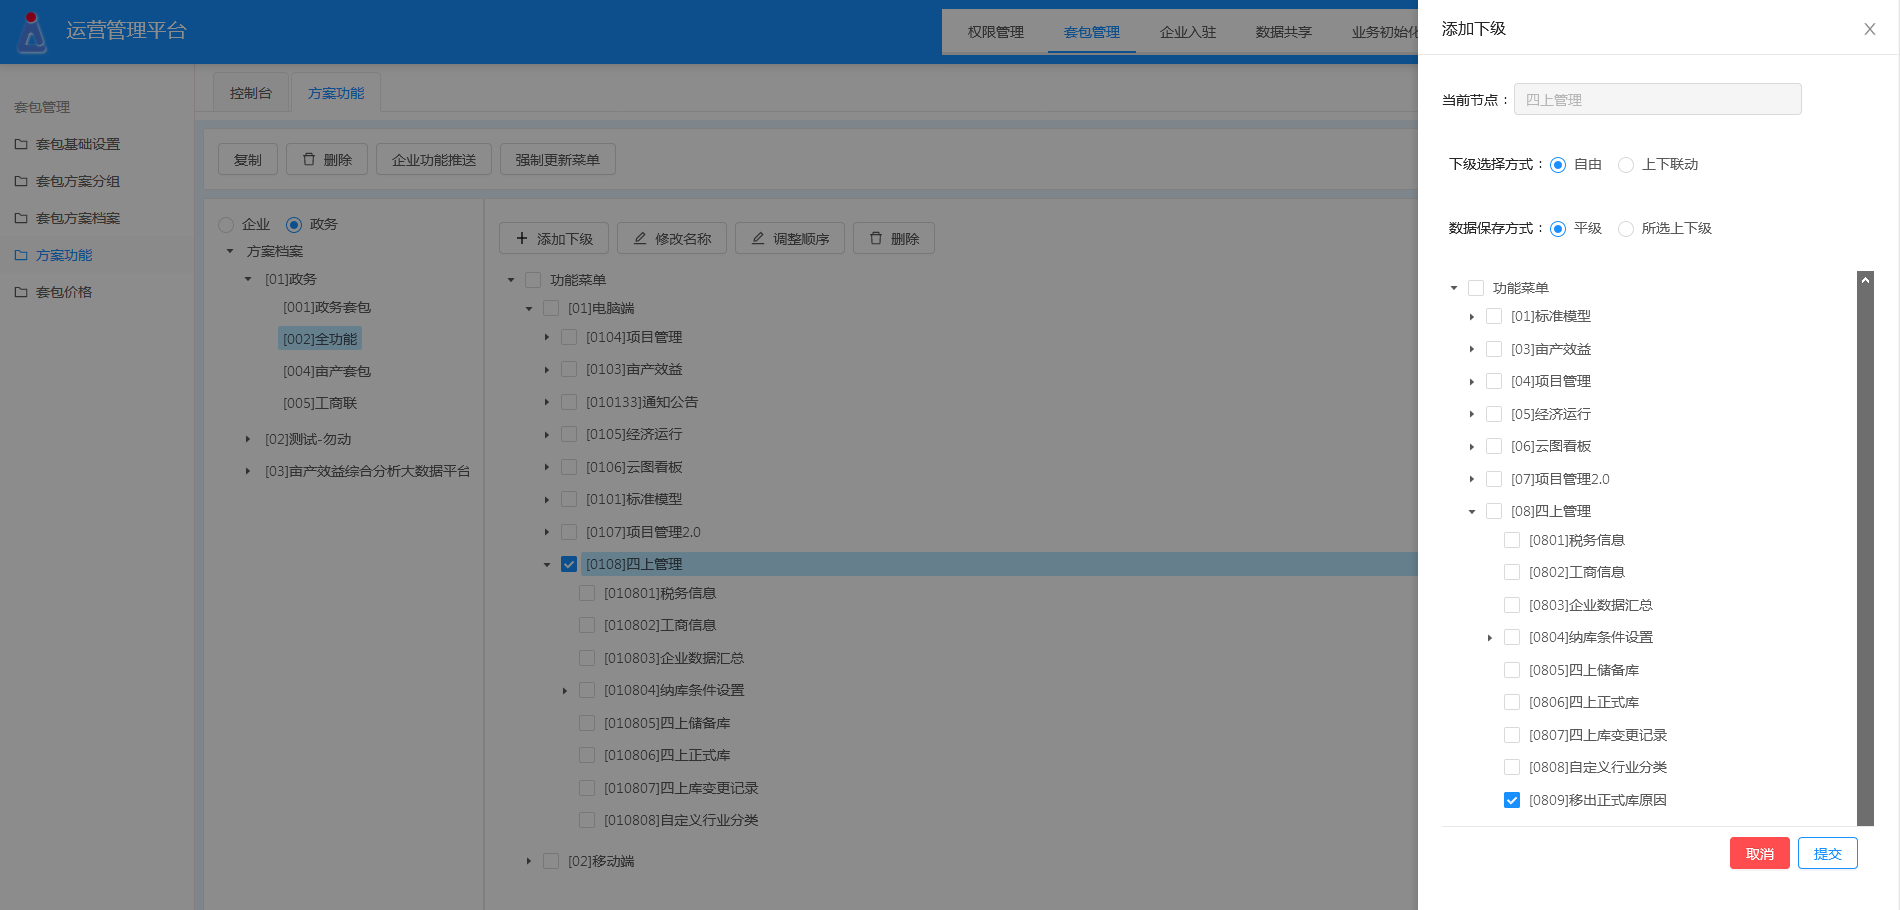 运营管理平台
权限管理 套包管理 企业入驻 数据共享 业务初始化
套包管理
套包基础设置
套包方案分组
套包方案档案
方案功能
套包价格
控制台 方案功能
复制 删除 企业功能推送 强制更新菜单
企业 政务
方案档案
[01]政务
[001]政务套包
[002]全功能
[004]亩产套包
[005]工商联
[02]测试-勿动
[03]亩产效益综合分析大数据平台
添加下级 修改名称 调整顺序 删除
功能菜单
[01]电脑端
[0104]项目管理
[0103]亩产效益
[010133]通知公告
[0105]经济运行
[0106]云图看板
[0101]标准模型
[0107]项目管理2.0
[0108]四上管理
[010801]税务信息
[010802]工商信息
[010803]企业数据汇总
[010804]纳库条件设置
[010805]四上储备库
[010806]四上正式库
[010807]四上库变更记录
[010808]自定义行业分类
[02]移动端
添加下级
当前节点： 四上管理
下级选择方式： 自由 上下联动
数据保存方式： 平级 所选上下级
功能菜单
[01]标准模型
[03]亩产效益
[04]项目管理
[05]经济运行
[06]云图看板
[07]项目管理2.0
[08]四上管理
[0801]税务信息
[0802]工商信息
[0803]企业数据汇总
[0804]纳库条件设置
[0805]四上储备库
[0806]四上正式库
[0807]四上库变更记录
[0808]自定义行业分类
[0809]移出正式库原因
取消 提交